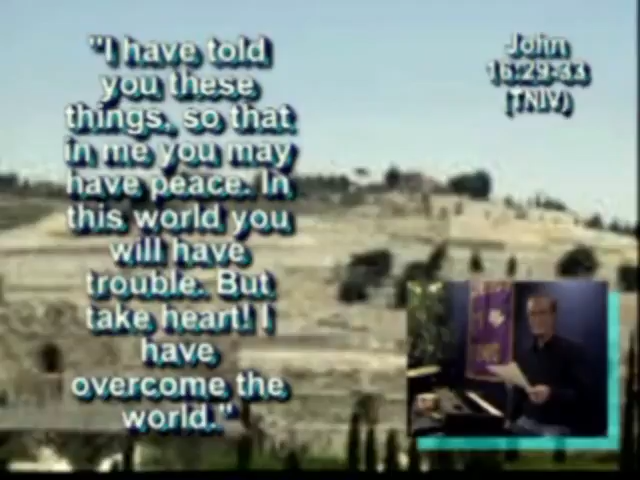 "I have told
you these
things, so that
in me you may
have peace. In
this world you
will have
trouble. But
take heart! I
have
overcome the
world."
John
16:29-33
(TNIV)